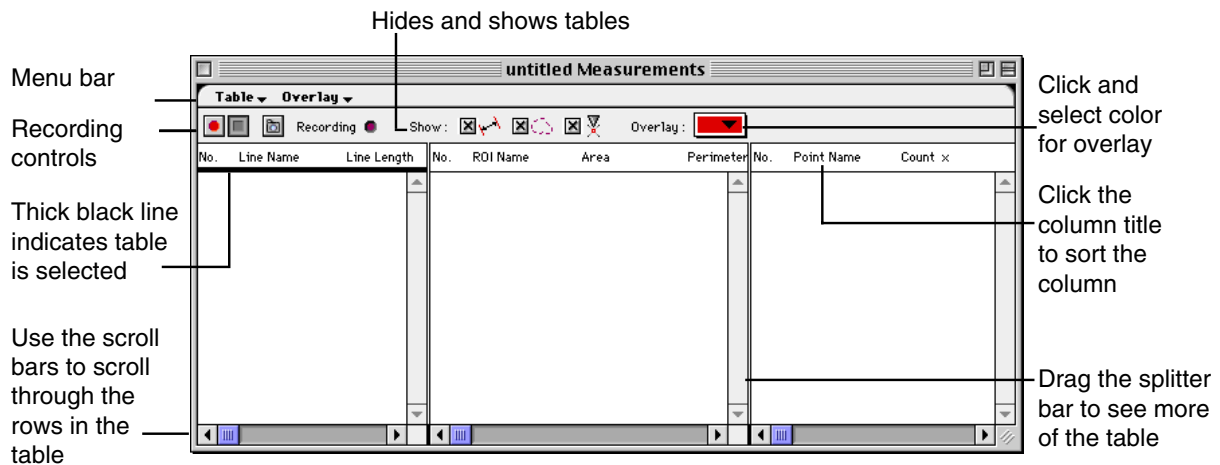 Hides and shows tables
Menu bar
Recording
controls
Thick black line
indicates table
is selected
Use the scroll
bars to scroll
through the
rows in the
table
untitled Measurements
Table Overlay
Recording Show: Overlay:
No. Line Name Line Length No. ROI Name Area Perimeter No. Point Name Count x
Click and
select color
for overlay
Click the
column title
to sort the
column
Drag the splitter
bar to see more
of the table